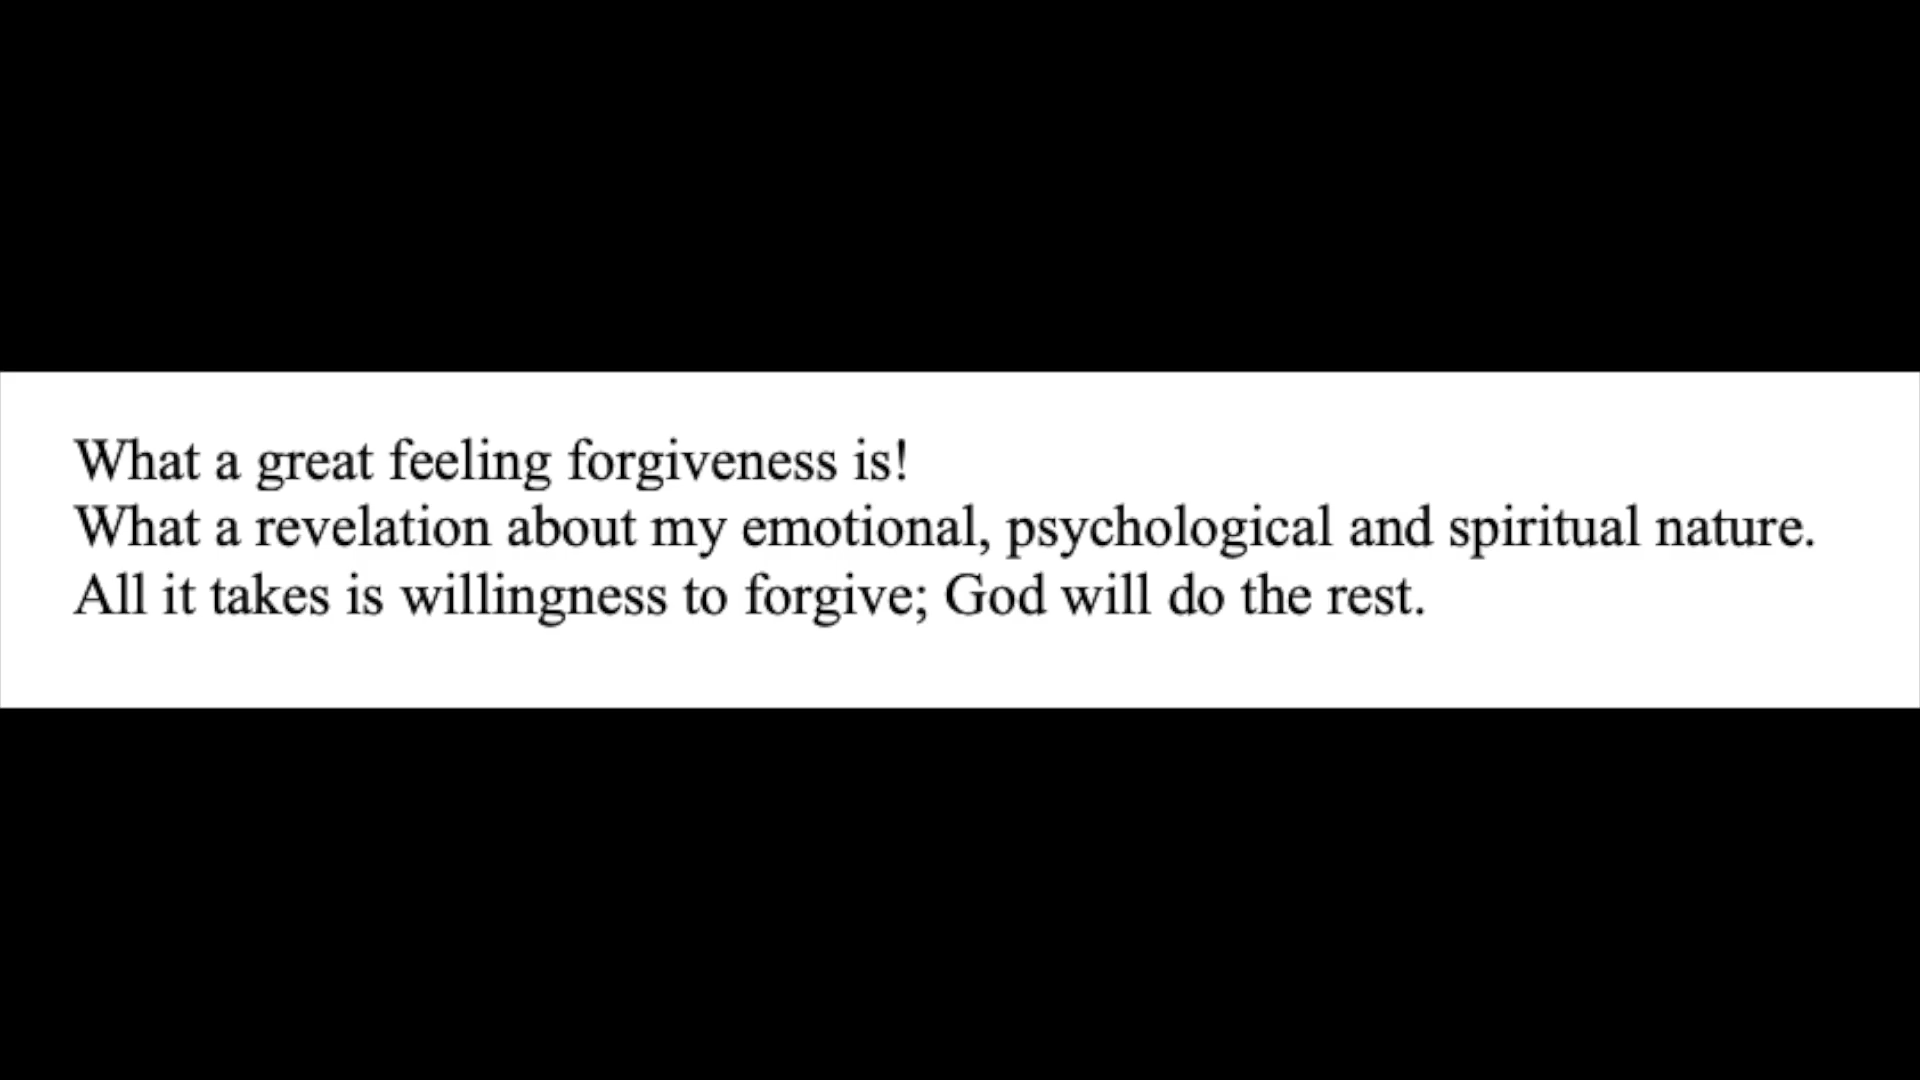 What a great feeling forgiveness is!
What a revelation about my emotional, psychological and spiritual nature.
All it takes is willingness to forgive; God will do the rest.